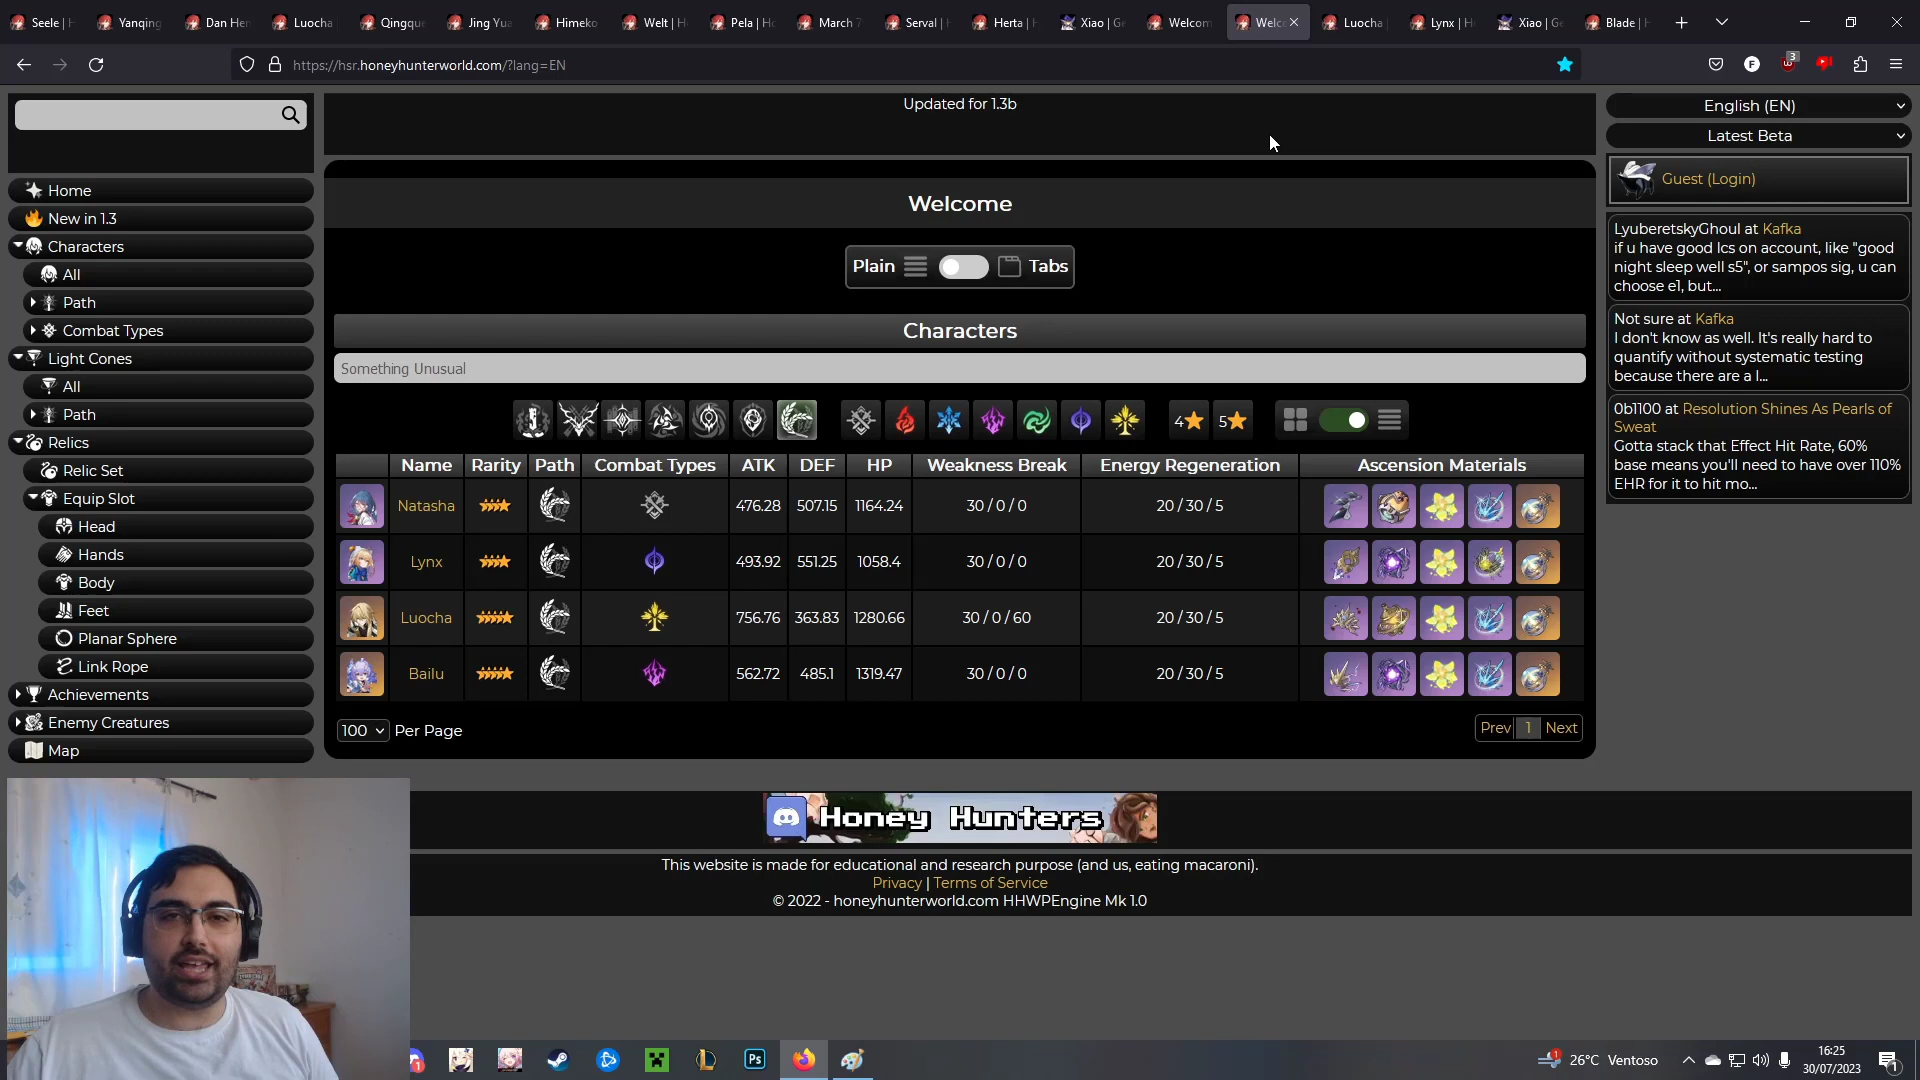 Seele | H
Yanqing
Dan Hen
Luocha
Qingque
Jing Yua
Himeko
Welt | H
Pela | Ho
March 7
Serval |
Herta |
Xiao | Ge
Welcom
Welc
Luocha
Lynx | H
Xiao | Ge
Blade |
https://hsr.honeyhunterworld.com/?lang=EN
3
Home
New in 1.3
Characters
All
Path
Combat Types
Light Cones
All
Path
Relics
Relic Set
Equip Slot
Head
Hands
Body
Feet
Planar Sphere
Link Rope
Achievements
Enemy Creatures
Map
Updated for 1.3b
Welcome
Plain Tabs
Characters
Something Unusual
4 5
Name Rarity Path Combat Types ATK DEF HP Weakness Break Energy Regeneration Ascension Materials
Natasha 476.28 507.15 1164.24 30 / 0 / 0 20 / 30 / 5
Lynx 493.92 551.25 1058.4 30 / 0 / 0 20 / 30 / 5
Luocha 756.76 363.83 1280.66 30 / 0 / 60 20 / 30 / 5
Bailu 562.72 485.1 1319.47 30 / 0 / 0 20 / 30 / 5
100 Per Page
Prev 1 Next
Honey Hunters
This website is made for educational and research purpose (and us, eating macaroni).
Privacy | Terms of Service
© 2022 - honeyhunterworld.com HHWPEngine Mk 1.0
English (EN)
Latest Beta
Guest (Login)
LyuberetskyGhoul at Kafka
if u have good lcs on account, like "good
night sleep well s5", or sampos sig, u can
choose e1, but...
Not sure at Kafka
I don't know as well. It's really hard to
quantify without systematic testing
because there are a l...
0b1100 at Resolution Shines As Pearls of
Sweat
Gotta stack that Effect Hit Rate, 60%
base means you'll need to have over 110%
EHR for it to hit mo...
1
Ps
1
26°C Ventoso
16:25
30/07/2023
1